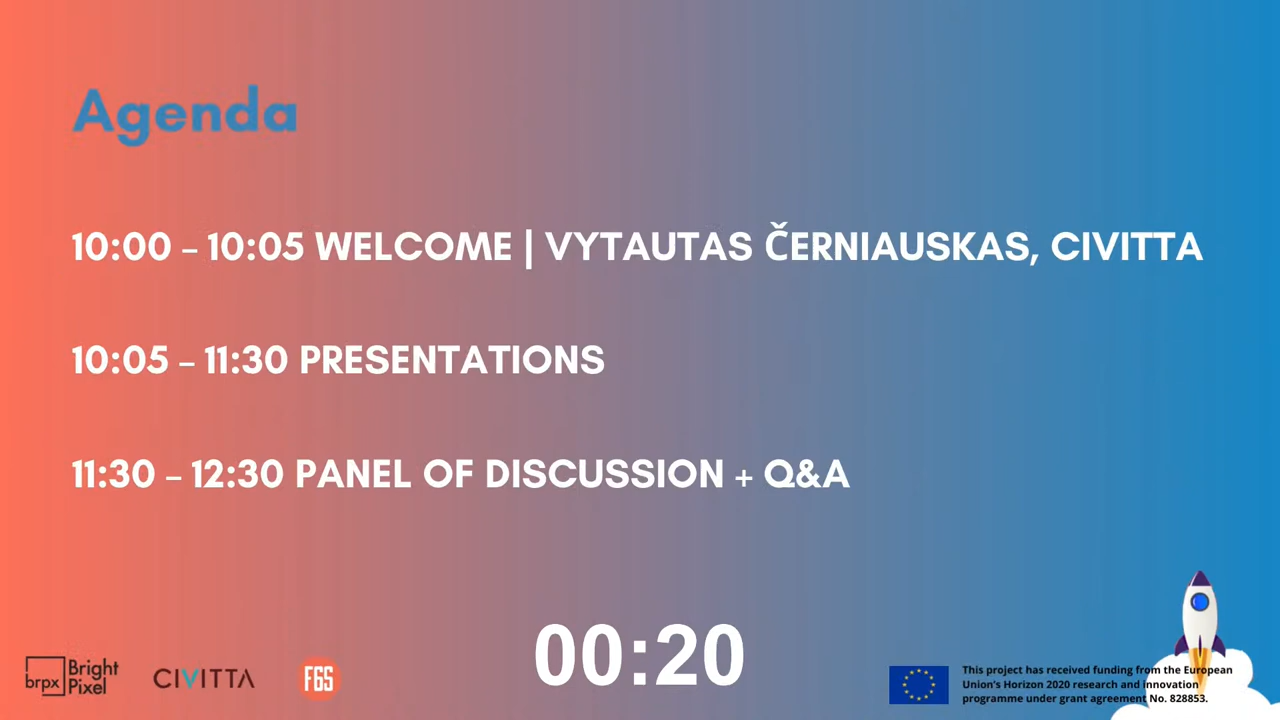 Agenda
10:00 – 10:05 WELCOME | VYTAUTAS ČERNIAUSKAS, CIVITTA
10:05 – 11:30 PRESENTATIONS
11:30 – 12:30 PANEL OF DISCUSSION + Q&A
00:20
brpx
Bright
Pixel
CIVITTA
F6S
This project has received funding from the European
Union's Horizon 2020 research and innovation
programme under grant agreement No. 828853.